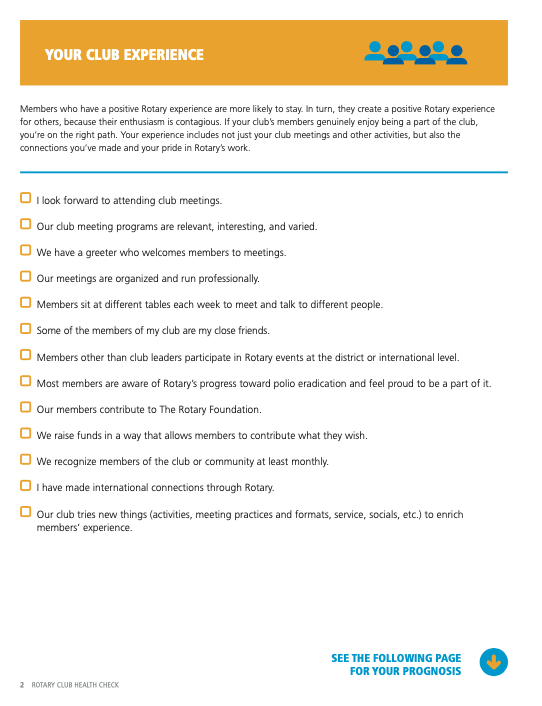 YOUR CLUB EXPERIENCE
Members who have a positive Rotary experience are more likely to stay. In turn, they create a positive Rotary experience
for others, because their enthusiasm is contagious. If your club’s members genuinely enjoy being a part of the club,
you’re on the right path. Your experience includes not just your club meetings and other activities, but also the
connections you’ve made and your pride in Rotary’s work.
I look forward to attending club meetings.
Our club meeting programs are relevant, interesting, and varied.
We have a greeter who welcomes members to meetings.
Our meetings are organized and run professionally.
Members sit at different tables each week to meet and talk to different people.
Some of the members of my club are my close friends.
Members other than club leaders participate in Rotary events at the district or international level.
Most members are aware of Rotary’s progress toward polio eradication and feel proud to be a part of it.
Our members contribute to The Rotary Foundation.
We raise funds in a way that allows members to contribute what they wish.
We recognize members of the club or community at least monthly.
I have made international connections through Rotary.
Our club tries new things (activities, meeting practices and formats, service, socials, etc.) to enrich
members’ experience.
SEE THE FOLLOWING PAGE
FOR YOUR PROGNOSIS
2 ROTARY CLUB HEALTH CHECK